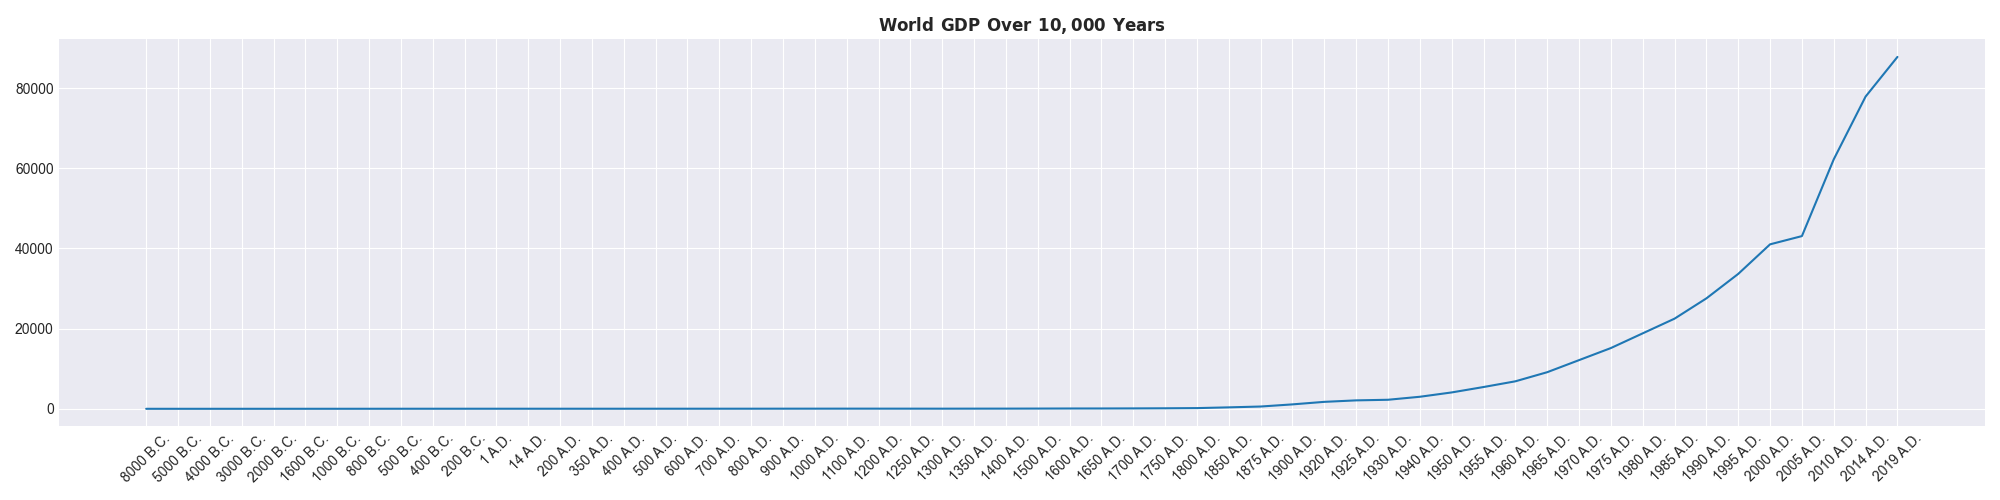 World GDP Over 10,000 Years
80000
60000
40000
20000
0
8000 B.C.
5000 B.C.
4000 B.C.
3000 B.C.
2000 B.C.
1600 B.C.
1000 B.C.
800 B.C.
500 B.C.
400 B.C.
200 B.C.
1 A.D.
14 A.D.
200 A.D.
350 A.D.
400 A.D.
500 A.D.
600 A.D.
700 A.D.
800 A.D.
900 A.D.
1000 A.D.
1100 A.D.
1200 A.D.
1250 A.D.
1300 A.D.
1350 A.D.
1400 A.D.
1500 A.D.
1600 A.D.
1650 A.D.
1700 A.D.
1750 A.D.
1800 A.D.
1850 A.D.
1875 A.D.
1900 A.D.
1920 A.D.
1925 A.D.
1930 A.D.
1940 A.D.
1950 A.D.
1955 A.D.
1960 A.D.
1965 A.D.
1970 A.D.
1975 A.D.
1980 A.D.
1985 A.D.
1990 A.D.
1995 A.D.
2000 A.D.
2005 A.D.
2010 A.D.
2014 A.D.
2019 A.D.